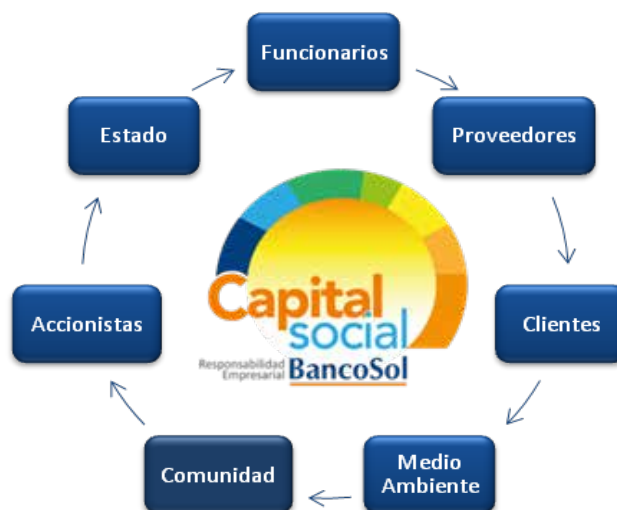 Funcionarios
Estado
Proveedores
Capital
social
Responsabilidad
Empresarial
BancoSol
Accionistas
Clientes
Comunidad
Medio
Ambiente